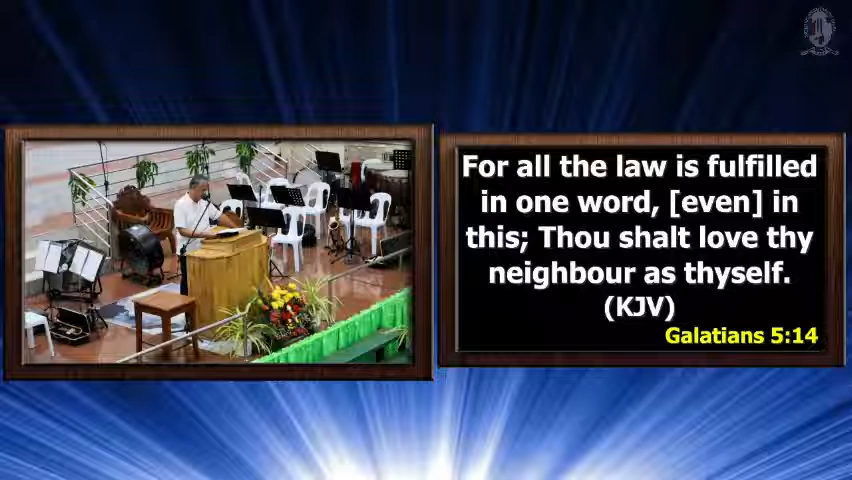 For all the law is fulfilled
in one word, [even] in
this; Thou shalt love thy
neighbour as thyself.
(KJV)
Galatians 5:14